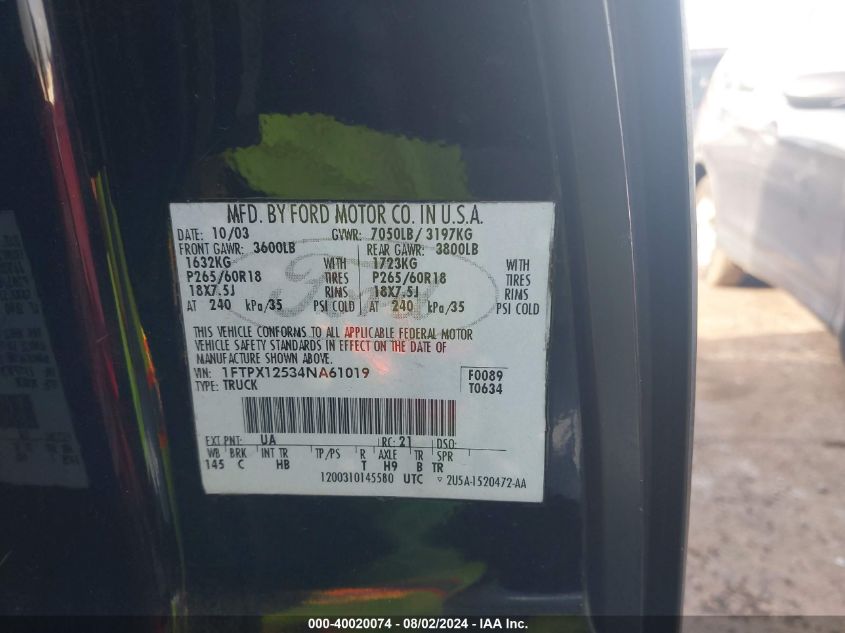 MFD. BY FORD MOTOR CO. IN U.S.A.
DATE: 10/03 GVWR: 7050LB / 3197KG
FRONT GAWR: 3600LB REAR GAWR: 3800LB
1632KG WITH 1723KG WITH
P265/60R18 TIRES P265/60R18 TIRES
18X7.5J RIMS 18X7.5J RIMS
AT 240 kPa/35 PSI COLD AT 240 kPa/35 PSI COLD
Ford
THIS VEHICLE CONFORMS TO ALL APPLICABLE FEDERAL MOTOR
VEHICLE SAFETY STANDARDS IN EFFECT ON THE DATE OF
MANUFACTURE SHOWN ABOVE.
VIN: 1FTPX12534NA61019 F0089
TYPE: TRUCK T0634
EXT PNT: UA RC: 21 DSO:
WB BRK INT TR TP/PS R AXLE TR SPR
145 C HB T H9 B TR
12003101455B0 UTC ▽ 2U5A-1520472-AA
000-40020074 - 08/02/2024 - IAA Inc.